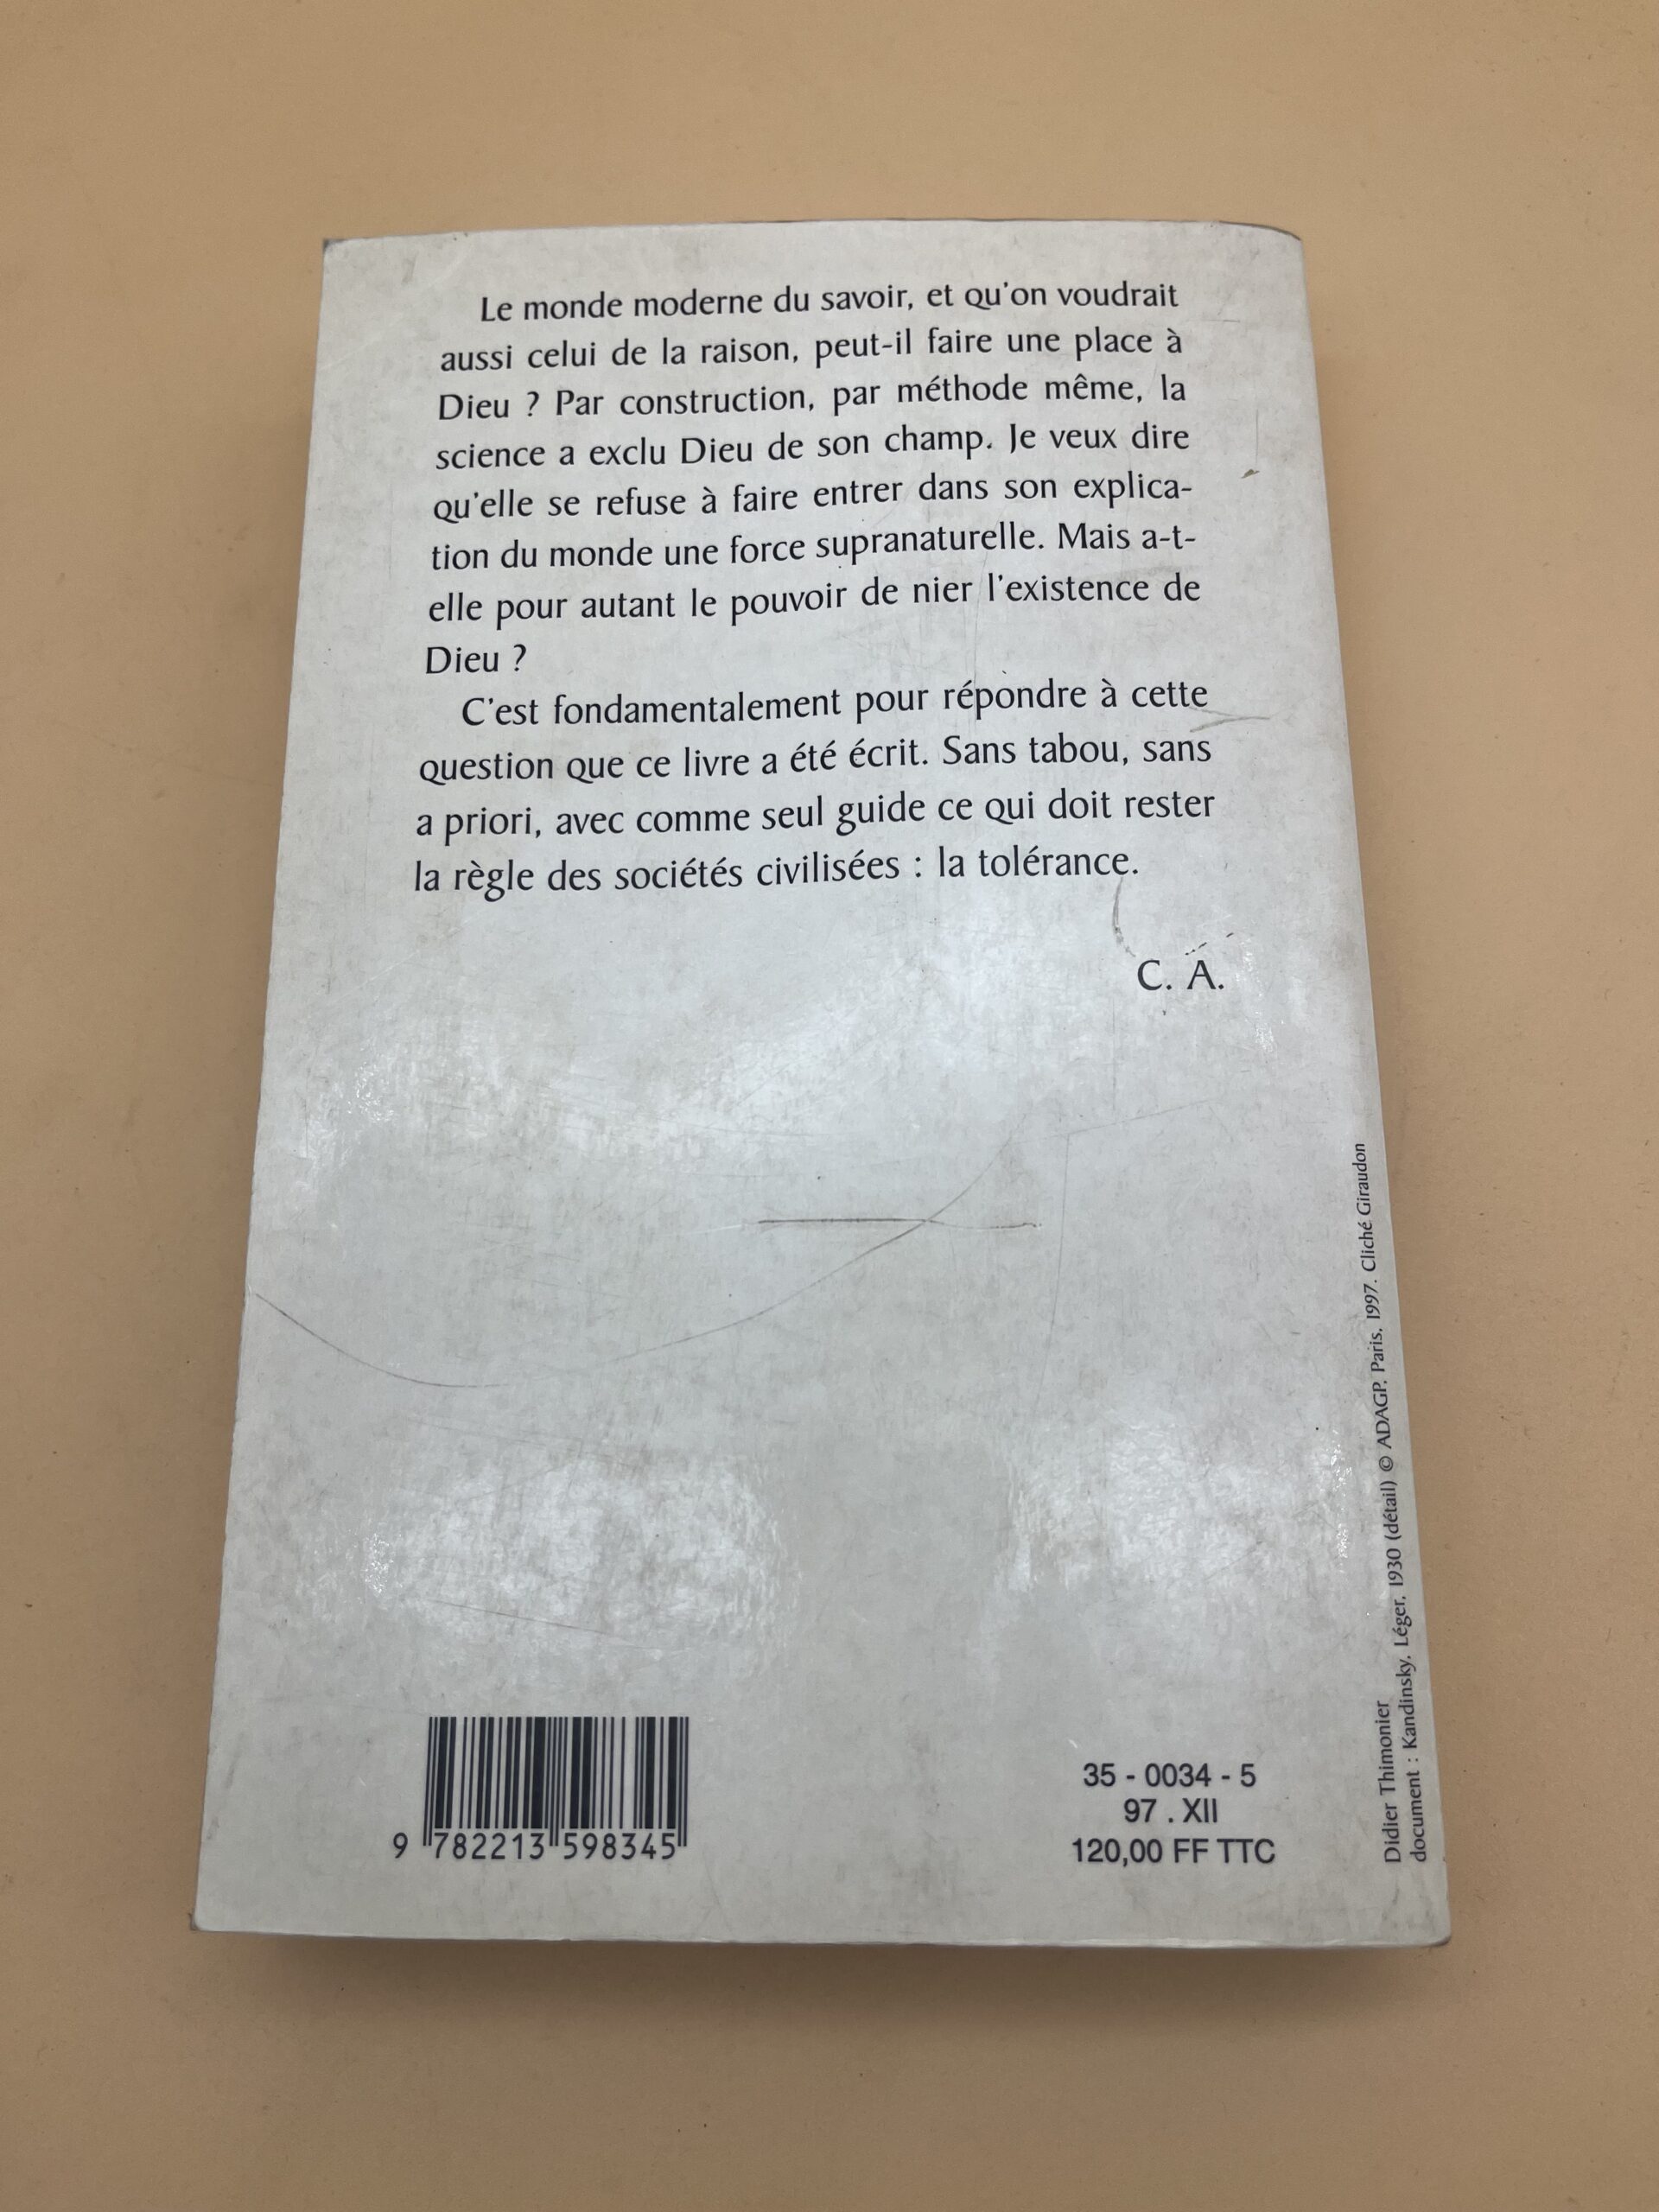 Le monde moderne du savoir, et qu'on voudrait
aussi celui de la raison, peut-il faire une place à
Dieu ? Par construction, par méthode même, la
science a exclu Dieu de son champ. Je veux dire
qu'elle se refuse à faire entrer dans son explica-
tion du monde une force supranaturelle. Mais a-t-
elle pour autant le pouvoir de nier l'existence de
Dieu ?
C'est fondamentalement pour répondre à cette
question que ce livre a été écrit. Sans tabou, sans
a priori, avec comme seul guide ce qui doit rester
la règle des sociétés civilisées : la tolérance.
C. A.
9 782213 598345
35 - 0034 - 5
97 . XII
120,00 FF TTC
Didier Thimonier
document : Kandinsky, Léger, 1930 (détail) © ADAGP, Paris, 1997. Cliché Giraudon